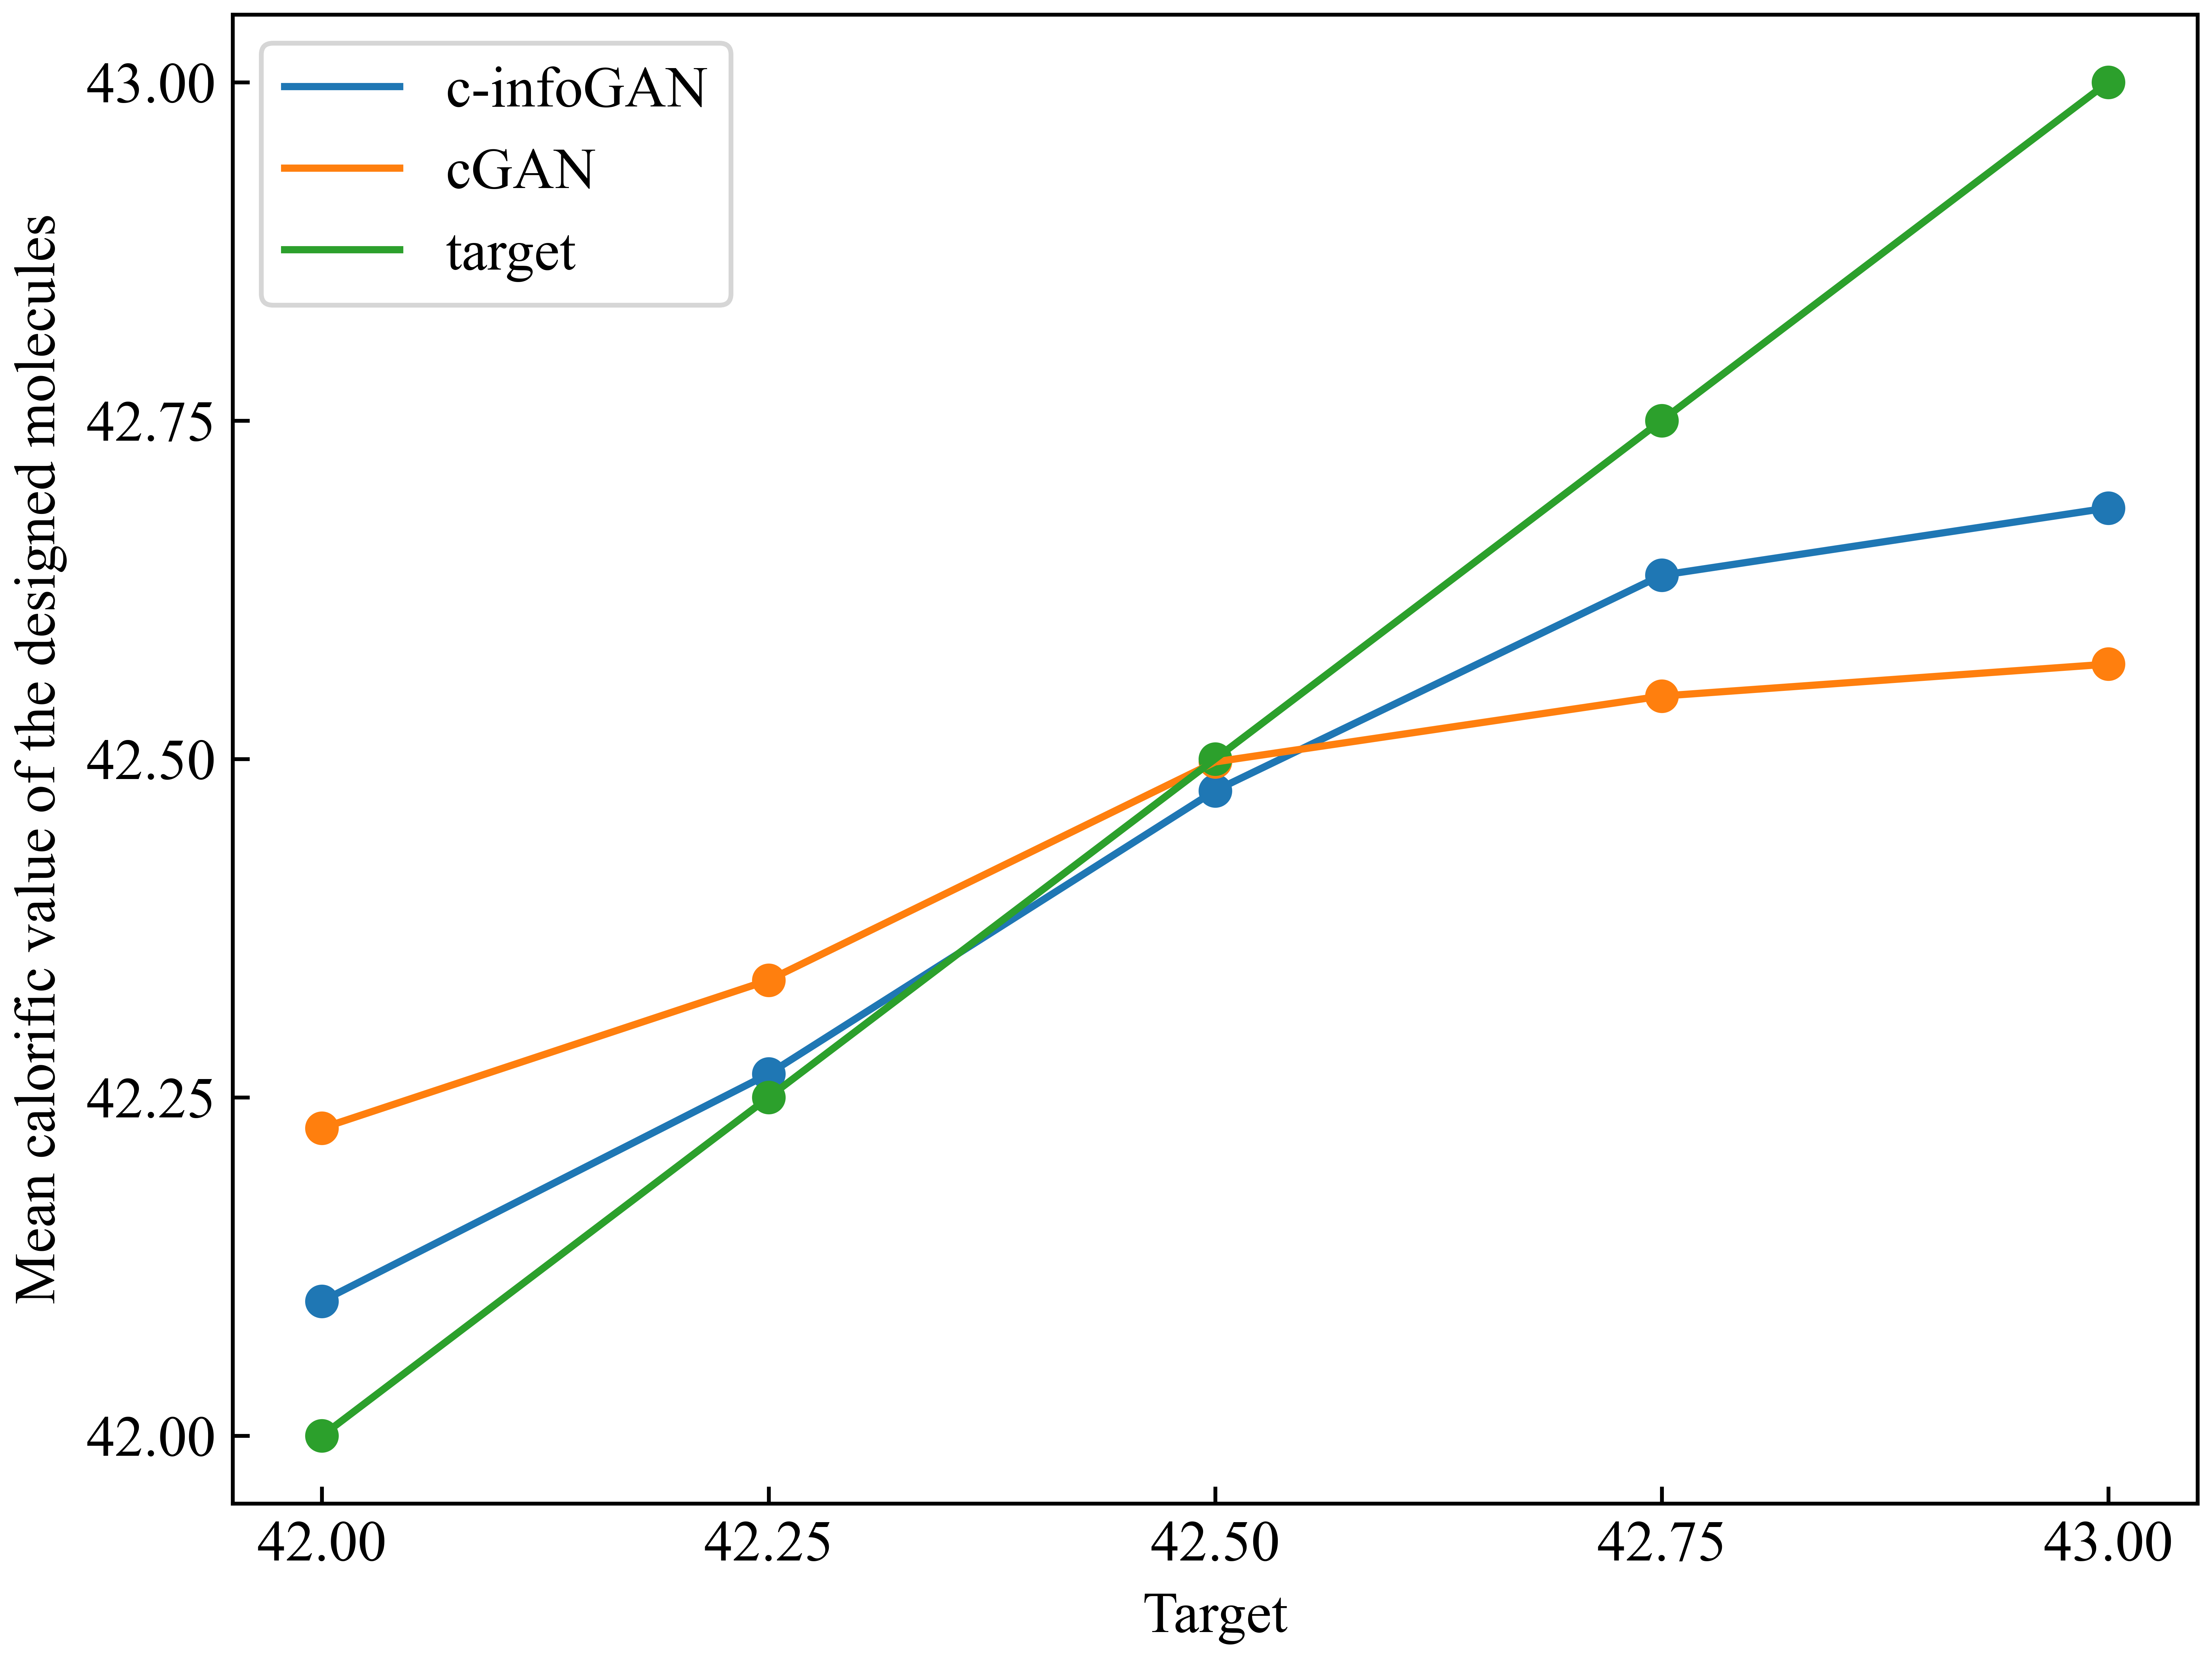 c-infoGAN
cGAN
target
Mean calorific value of the designed molecules
43.00
42.75
42.50
42.25
42.00
42.00 42.25 42.50 42.75 43.00
Target